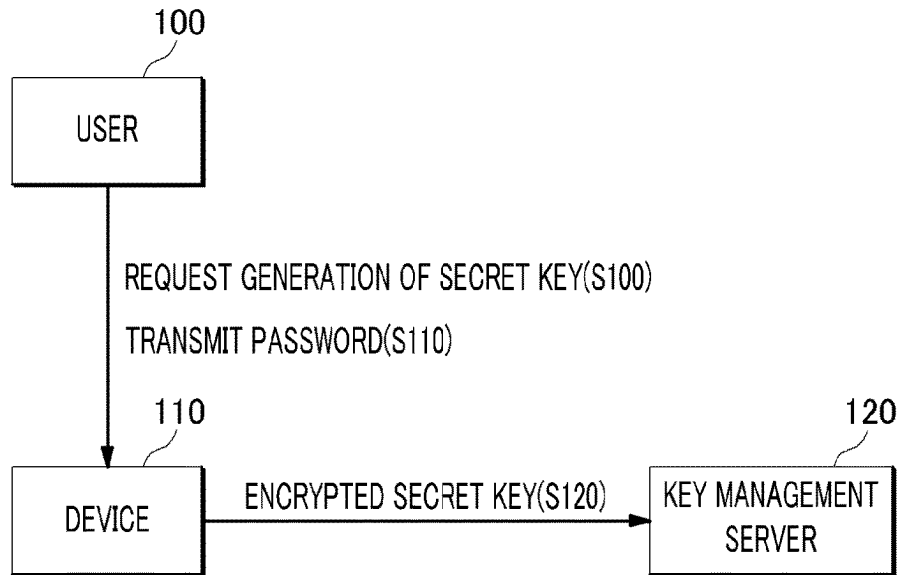 100
USER
REQUEST GENERATION OF SECRET KEY(S100)
TRANSMIT PASSWORD(S110)
110
DEVICE
ENCRYPTED SECRET KEY(S120)
120
KEY MANAGEMENT
SERVER